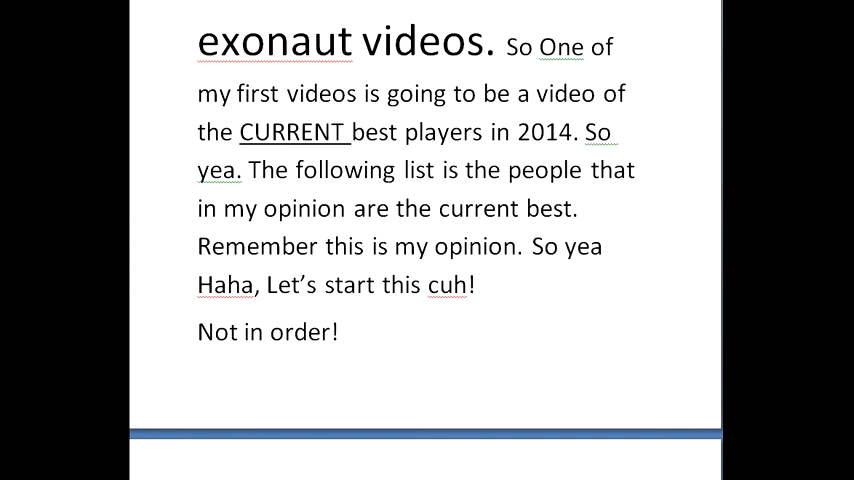 exonaut videos. So One of
my first videos is going to be a video of
the CURRENT best players in 2014. So
yea. The following list is the people that
in my opinion are the current best.
Remember this is my opinion. So yea
Haha, Let’s start this cuh!
Not in order!